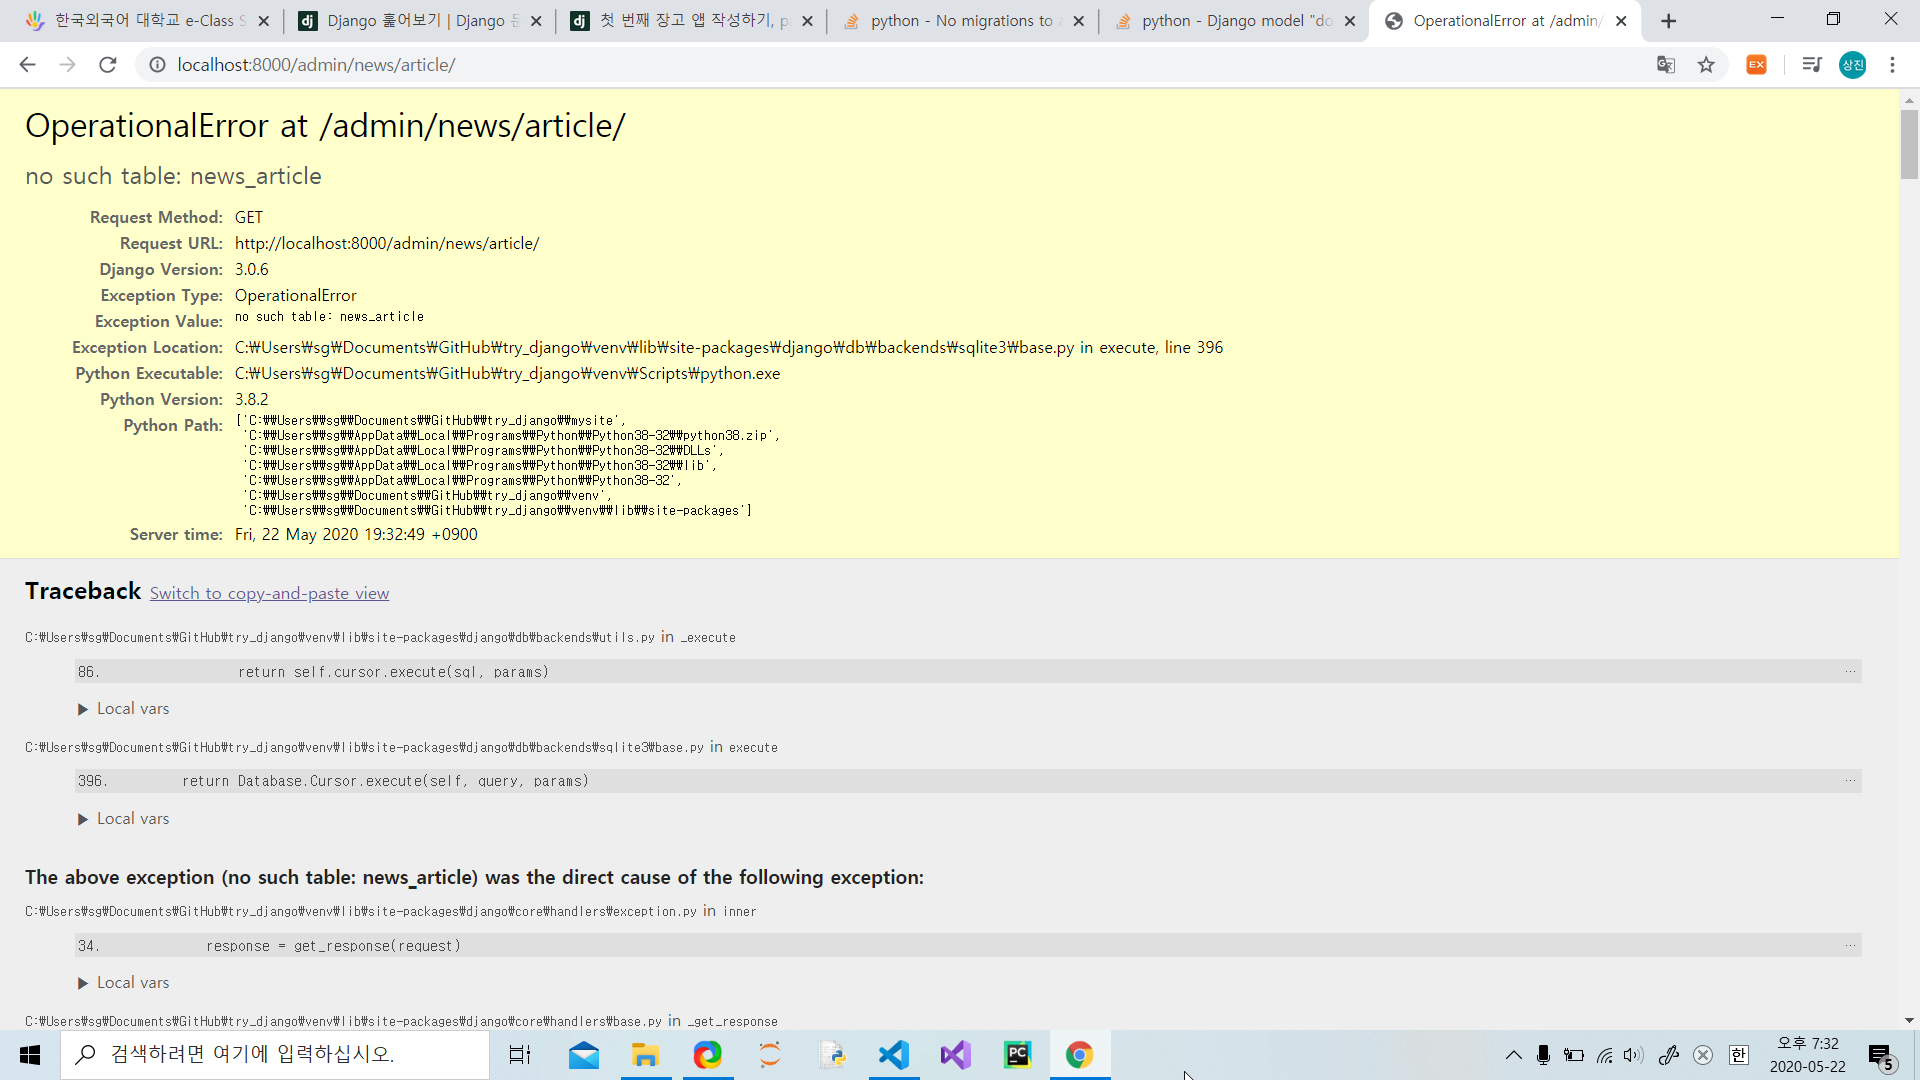 한국외국어 대학교 e-Class S
Django 훑어보기 | Django 문
첫 번째 장고 앱 작성하기, pa
python - No migrations to a
python - Django model "do
OperationalError at /admin/
localhost:8000/admin/news/article/
EX
상진
OperationalError at /admin/news/article/
no such table: news_article
Request Method: GET
Request URL: http://localhost:8000/admin/news/article/
Django Version: 3.0.6
Exception Type: OperationalError
Exception Value: no such table: news_article
Exception Location: C:₩Users₩sg₩Documents₩GitHub₩try_django₩venv₩lib₩site-packages₩django₩db₩backends₩sqlite3₩base.py in execute, line 396
Python Executable: C:₩Users₩sg₩Documents₩GitHub₩try_django₩venv₩Scripts₩python.exe
Python Version: 3.8.2
Python Path: ['C:₩₩Users₩₩sg₩₩Documents₩₩GitHub₩₩try_django₩₩mysite',
'C:₩₩Users₩₩sg₩₩AppData₩₩Local₩₩Programs₩₩Python₩₩Python38-32₩₩python38.zip',
'C:₩₩Users₩₩sg₩₩AppData₩₩Local₩₩Programs₩₩Python₩₩Python38-32₩₩DLLs',
'C:₩₩Users₩₩sg₩₩AppData₩₩Local₩₩Programs₩₩Python₩₩Python38-32₩₩lib',
'C:₩₩Users₩₩sg₩₩AppData₩₩Local₩₩Programs₩₩Python₩₩Python38-32',
'C:₩₩Users₩₩sg₩₩Documents₩₩GitHub₩₩try_django₩₩venv',
'C:₩₩Users₩₩sg₩₩Documents₩₩GitHub₩₩try_django₩₩venv₩₩lib₩₩site-packages']
Server time: Fri, 22 May 2020 19:32:49 +0900
Traceback Switch to copy-and-paste view
C:₩Users₩sg₩Documents₩GitHub₩try_django₩venv₩lib₩site-packages₩django₩db₩backends₩utils.py in _execute
86. return self.cursor.execute(sql, params) …
▶ Local vars
C:₩Users₩sg₩Documents₩GitHub₩try_django₩venv₩lib₩site-packages₩django₩db₩backends₩sqlite3₩base.py in execute
396. return Database.Cursor.execute(self, query, params) …
▶ Local vars
The above exception (no such table: news_article) was the direct cause of the following exception:
C:₩Users₩sg₩Documents₩GitHub₩try_django₩venv₩lib₩site-packages₩django₩core₩handlers₩exception.py in inner
34. response = get_response(request) …
▶ Local vars
C:₩Users₩sg₩Documents₩GitHub₩try_django₩venv₩lib₩site-packages₩django₩core₩handlers₩base.py in _get_response
검색하려면 여기에 입력하십시오.
PC
한
오후 7:32
2020-05-22
5